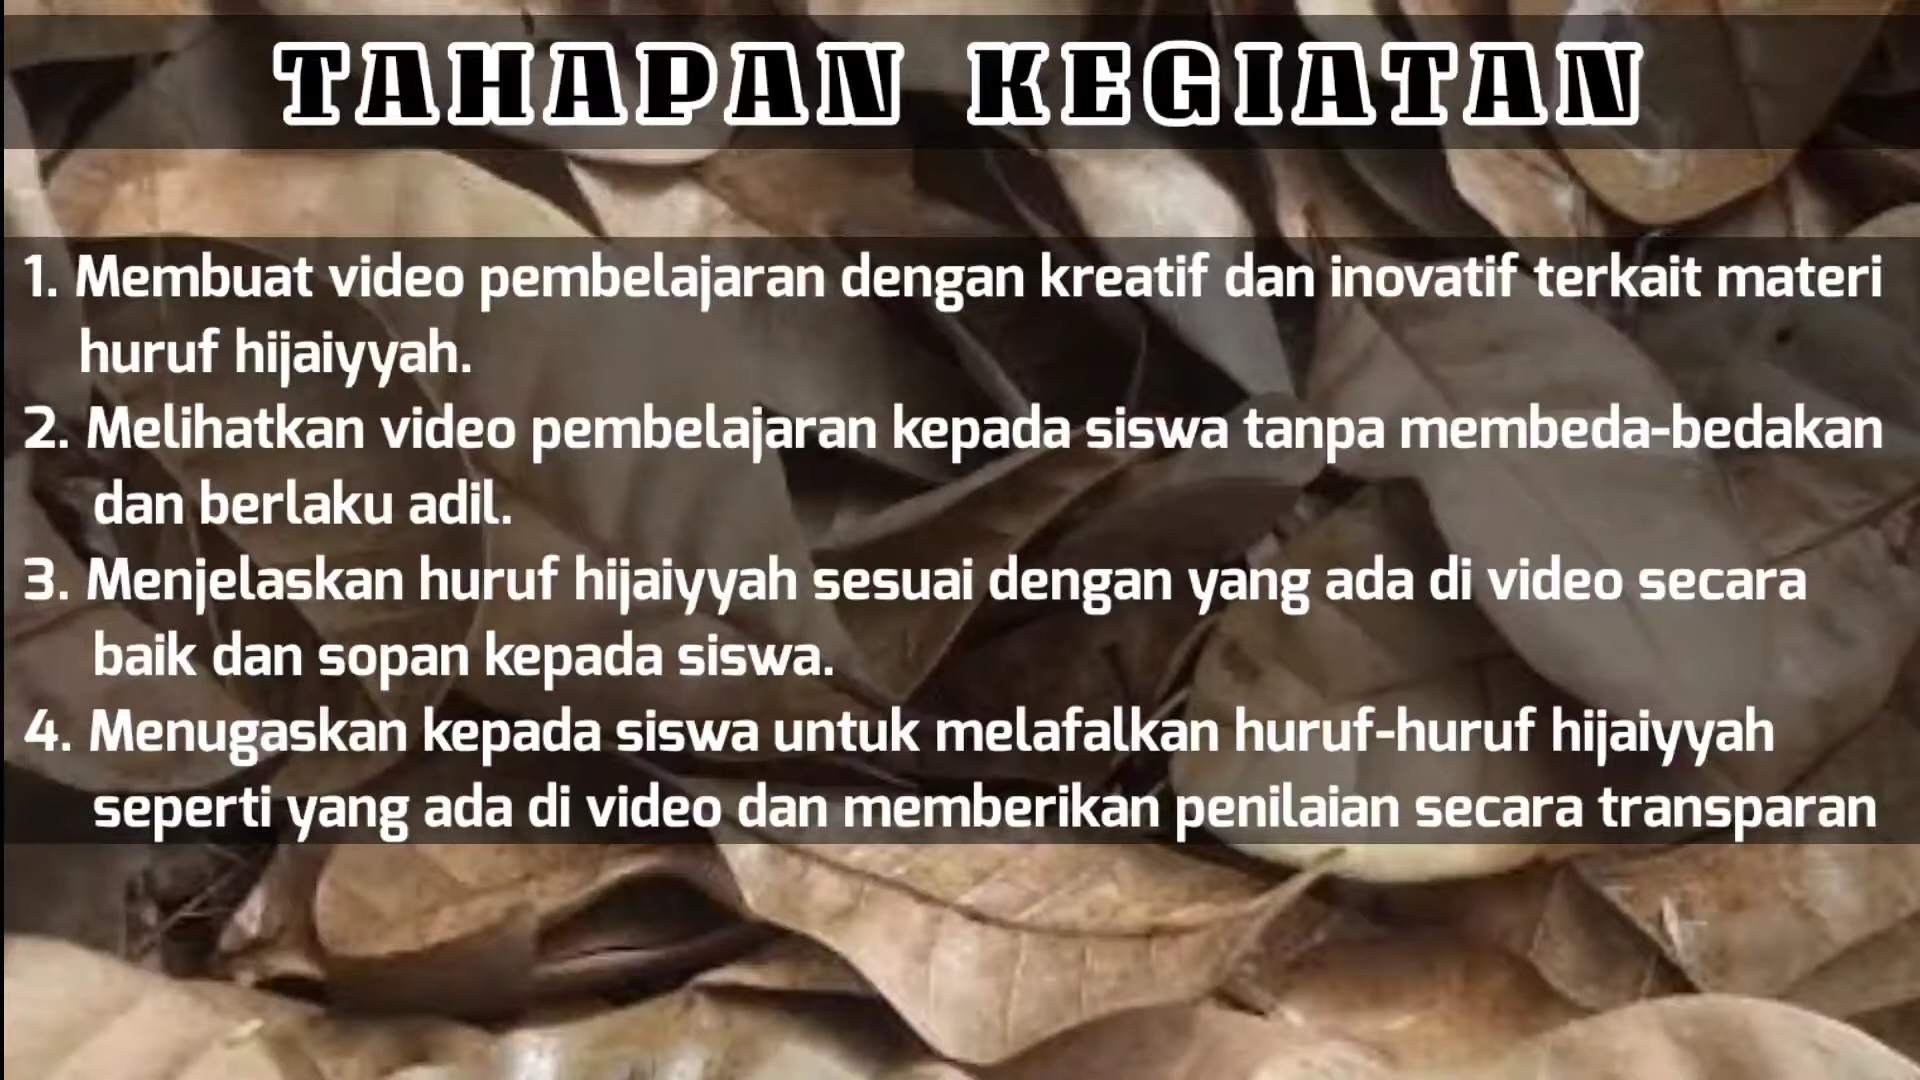 TAHAPAN KEGIATAN
1. Membuat video pembelajaran dengan kreatif dan inovatif terkait materi
huruf hijaiyyah.
2. Melihatkan video pembelajaran kepada siswa tanpa membeda-bedakan
dan berlaku adil.
3. Menjelaskan huruf hijaiyyah sesuai dengan yang ada di video secara
baik dan sopan kepada siswa.
4. Menugaskan kepada siswa untuk melafalkan huruf-huruf hijaiyyah
seperti yang ada di video dan memberikan penilaian secara transparan